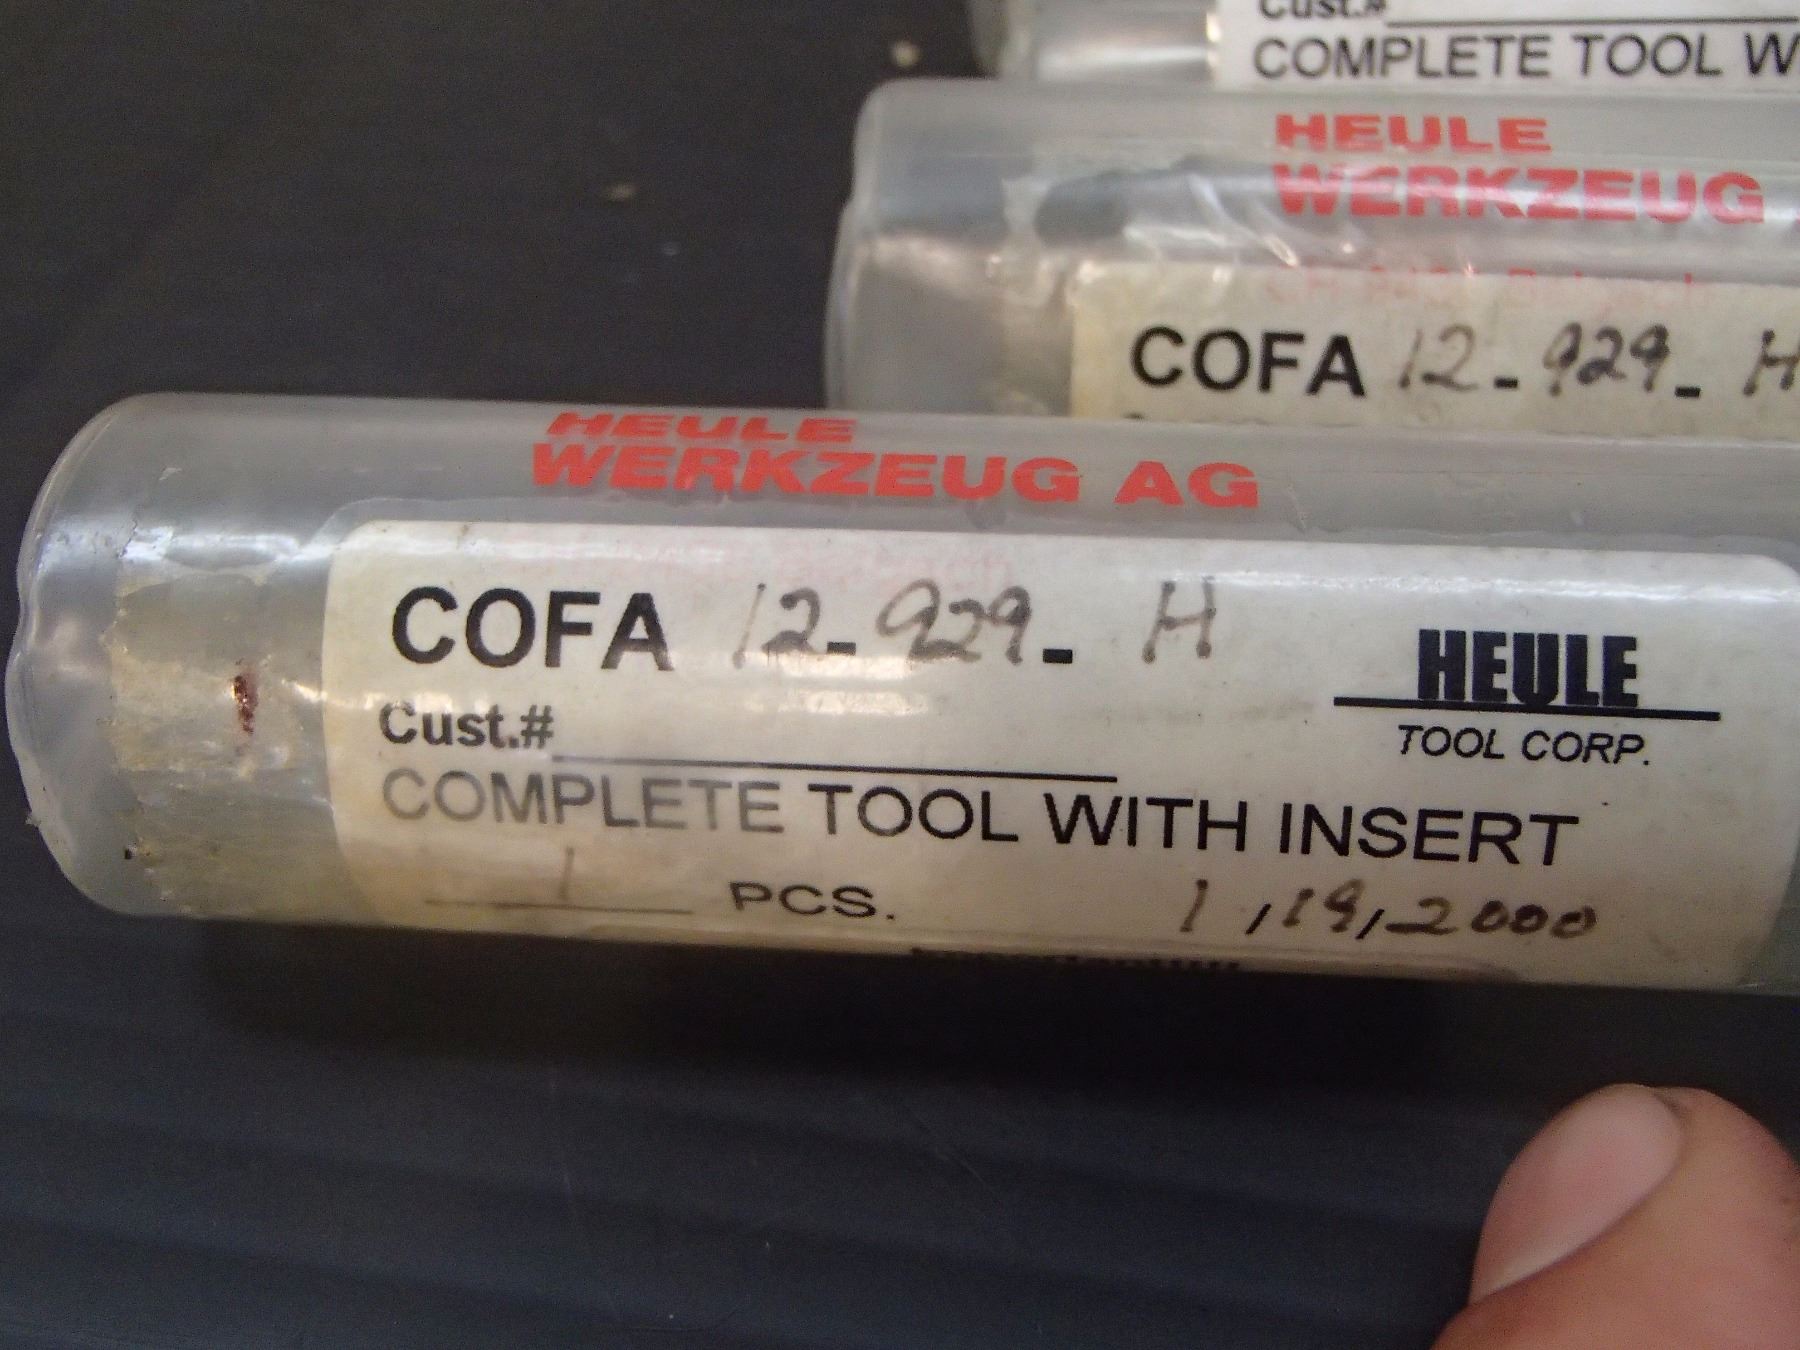 Cust.#
COMPLETE TOOL W
HEULE
WERKZEUG
COFA 12-929- H
HEULE
WERKZEUG AG
COFA 12-929- H
HEULE
TOOL CORP.
Cust.#
COMPLETE TOOL WITH INSERT
1 PCS. 1,19,2000